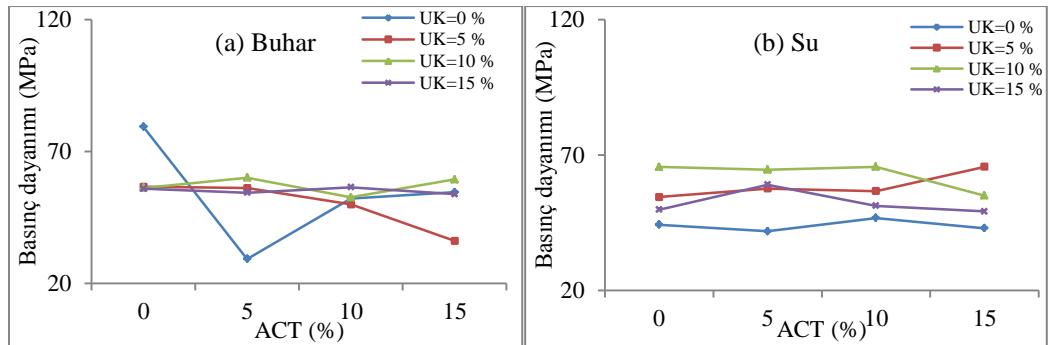 (a) Buhar
UK=0 %
UK=5 %
UK=10 %
UK=15 %
120
70
20
Basınç dayanımı (MPa)
0 5 10 15
ACT (%)
(b) Su
UK=0 %
UK=5 %
UK=10 %
UK=15 %
120
70
20
Basınç dayanımı (MPa)
0 5 10 15
ACT (%)